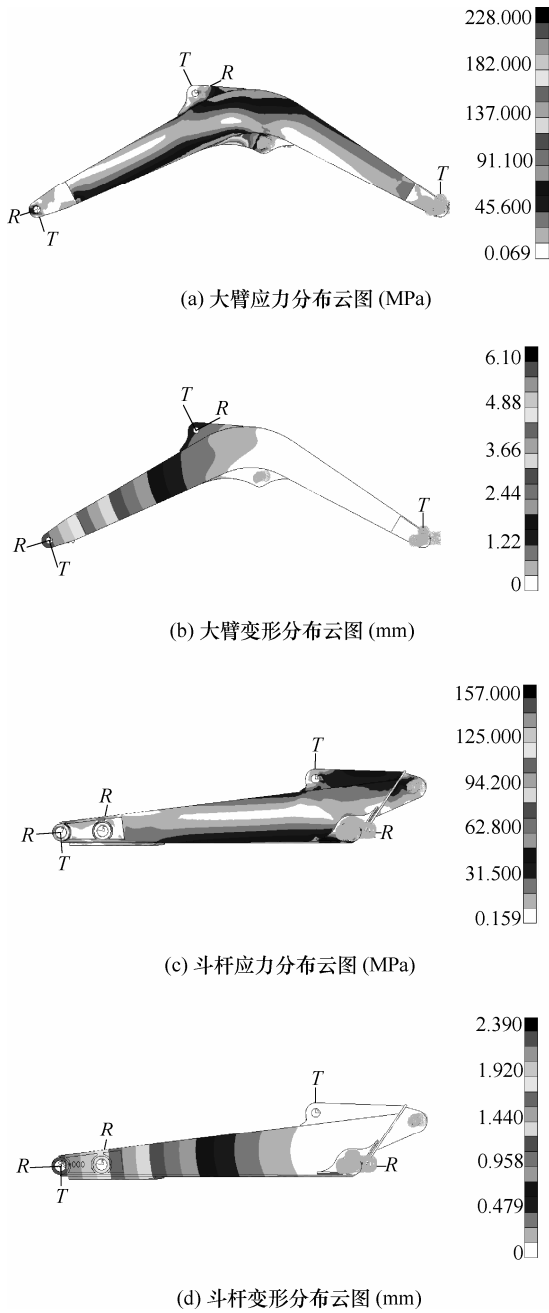 228.000
T
R
182.000
137.000
T
91.100
45.600
R
T
0.069
(a) 大臂应力分布云图 (MPa)
6.10
T
R
4.88
3.66
T
2.44
1.22
R
T
0
(b) 大臂变形分布云图 (mm)
157.000
T
125.000
94.200
R
62.800
R
R
T
31.500
0.159
(c) 斗杆应力分布云图 (MPa)
2.390
T
1.920
1.440
R
0.958
R
R
T
0.479
0
(d) 斗杆变形分布云图 (mm)